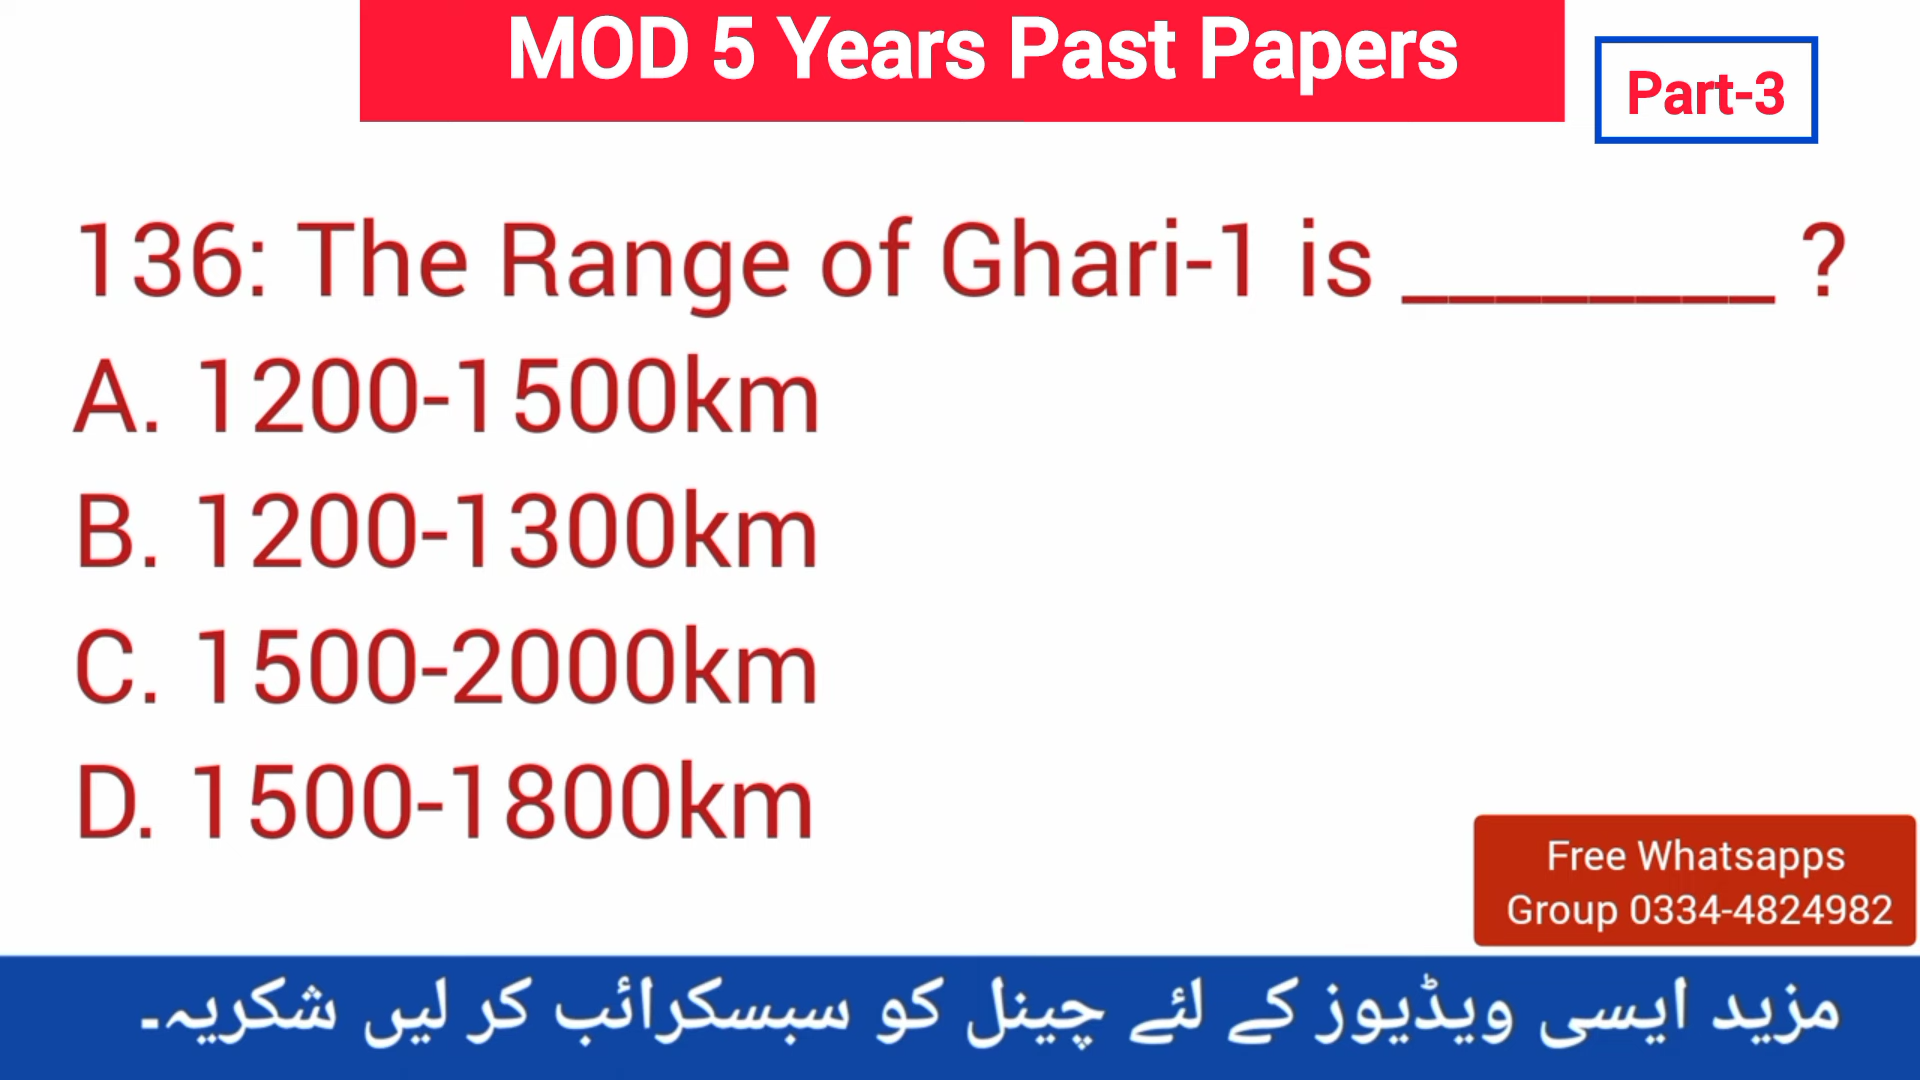 MOD 5 Years Past Papers
Part-3
136: The Range of Ghari-1 is ________ ?
A. 1200-1500km
B. 1200-1300km
C. 1500-2000km
D. 1500-1800km
Free Whatsapps
Group 0334-4824982
مزید ایسی ویڈیوز کے لئے چینل کو سبسکرائب کر لیں شکریہ۔